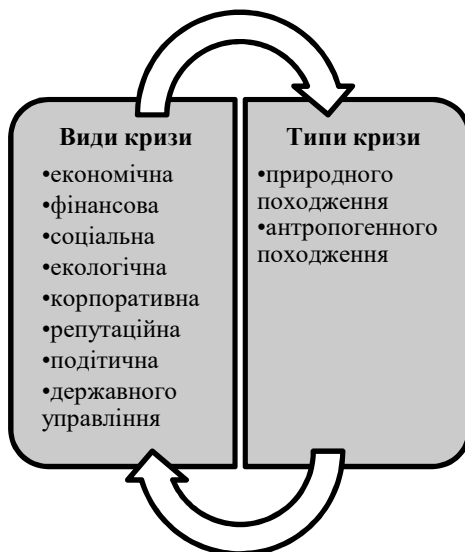 Види кризи
•економічна
•фінансова
•соціальна
•екологічна
•корпоративна
•репутаційна
•подітична
•державного
управління
Типи кризи
•природного
походження
•антропогенного
походження